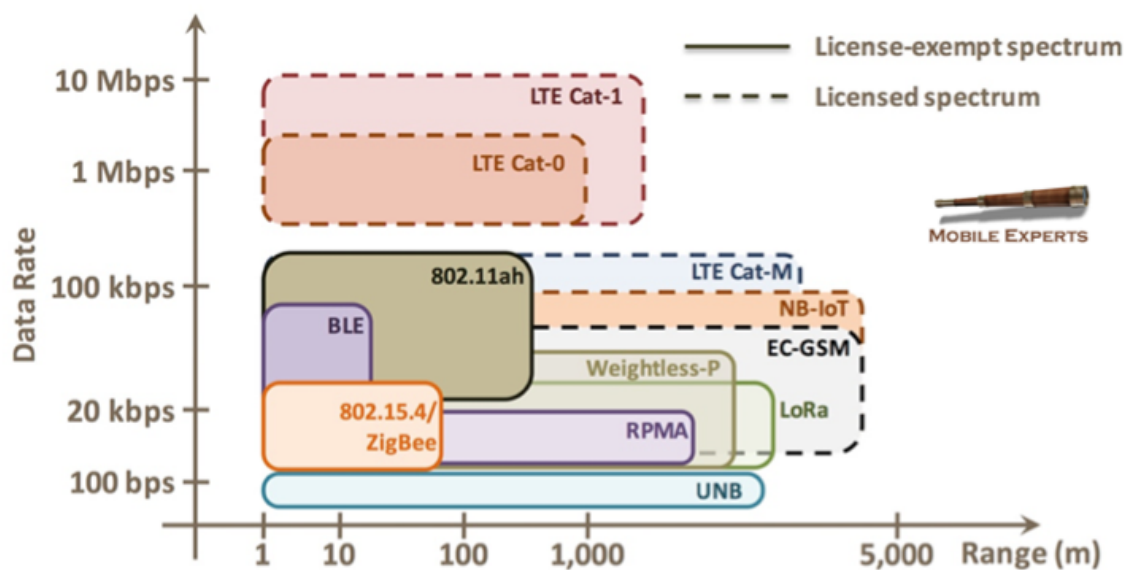 License-exempt spectrum
Licensed spectrum
MOBILE EXPERTS
Data Rate
10 Mbps
1 Mbps
100 kbps
20 kbps
100 bps
LTE Cat-1
LTE Cat-0
802.11ah
LTE Cat-M
NB-IoT
BLE
EC-GSM
Weightless-P
802.15.4/
ZigBee
LoRa
RPMA
UNB
1
10
100
1,000
5,000
Range (m)